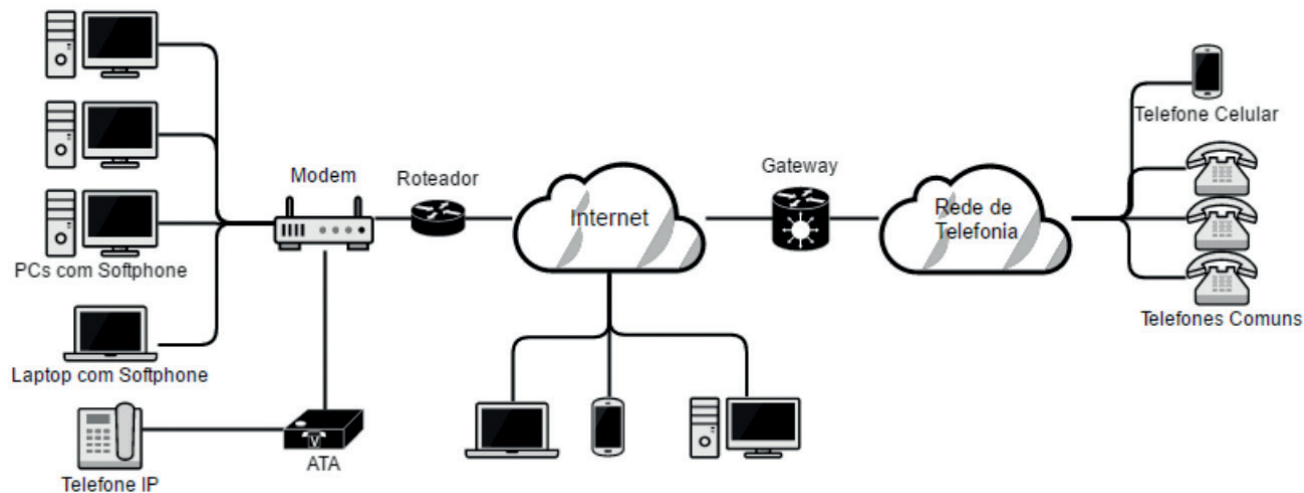 PCs com Softphone
Laptop com Softphone
Telefone IP
ATA
Modem
Roteador
Internet
Gateway
Rede de
Telefonia
Telefone Celular
Telefones Comuns
V